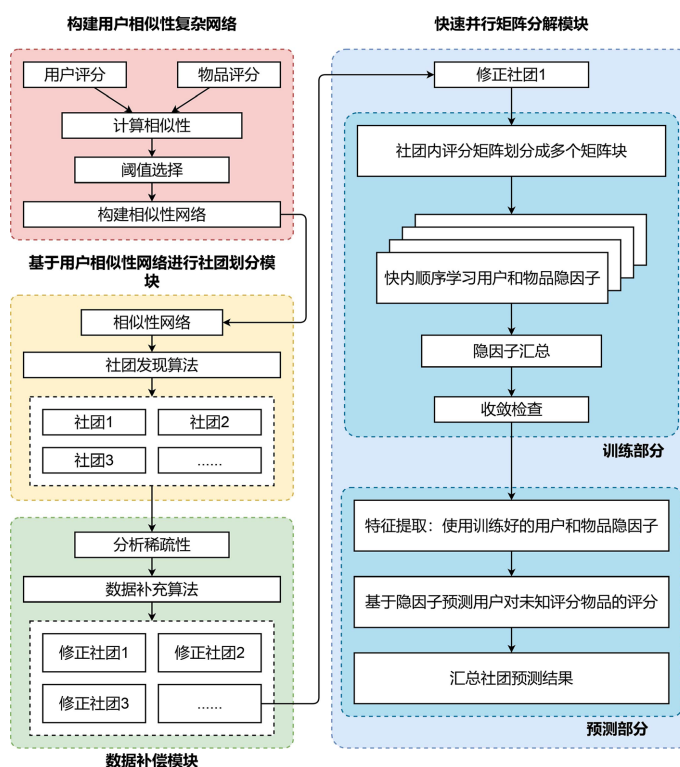 构建用户相似性复杂网络
用户评分
物品评分
计算相似性
阈值选择
构建相似性网络
基于用户相似性网络进行社团划分模
块
相似性网络
社团发现算法
社团1
社团2
社团3
......
分析稀疏性
数据补充算法
修正社团1
修正社团2
修正社团3
......
数据补偿模块
快速并行矩阵分解模块
修正社团1
社团内评分矩阵划分成多个矩阵块
快内顺序学习用户和物品隐因子
隐因子汇总
收敛检查
训练部分
特征提取：使用训练好的用户和物品隐因子
基于隐因子预测用户对未知评分物品的评分
汇总社团预测结果
预测部分